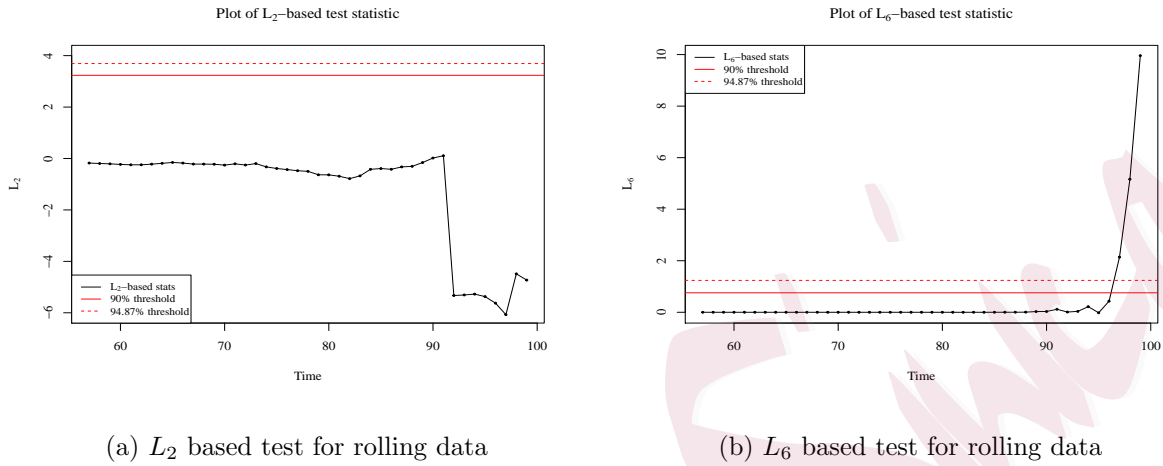 Plot of L₂−based test statistic
4
2
0
−2
−4
−6
L₂
L₂−based stats
90% threshold
94.87% threshold
60
70
80
90
100
Time
(a) L₂ based test for rolling data
Plot of L₆−based test statistic
10
8
6
4
2
0
L₆
L₆−based stats
90% threshold
94.87% threshold
60
70
80
90
100
Time
(b) L₆ based test for rolling data